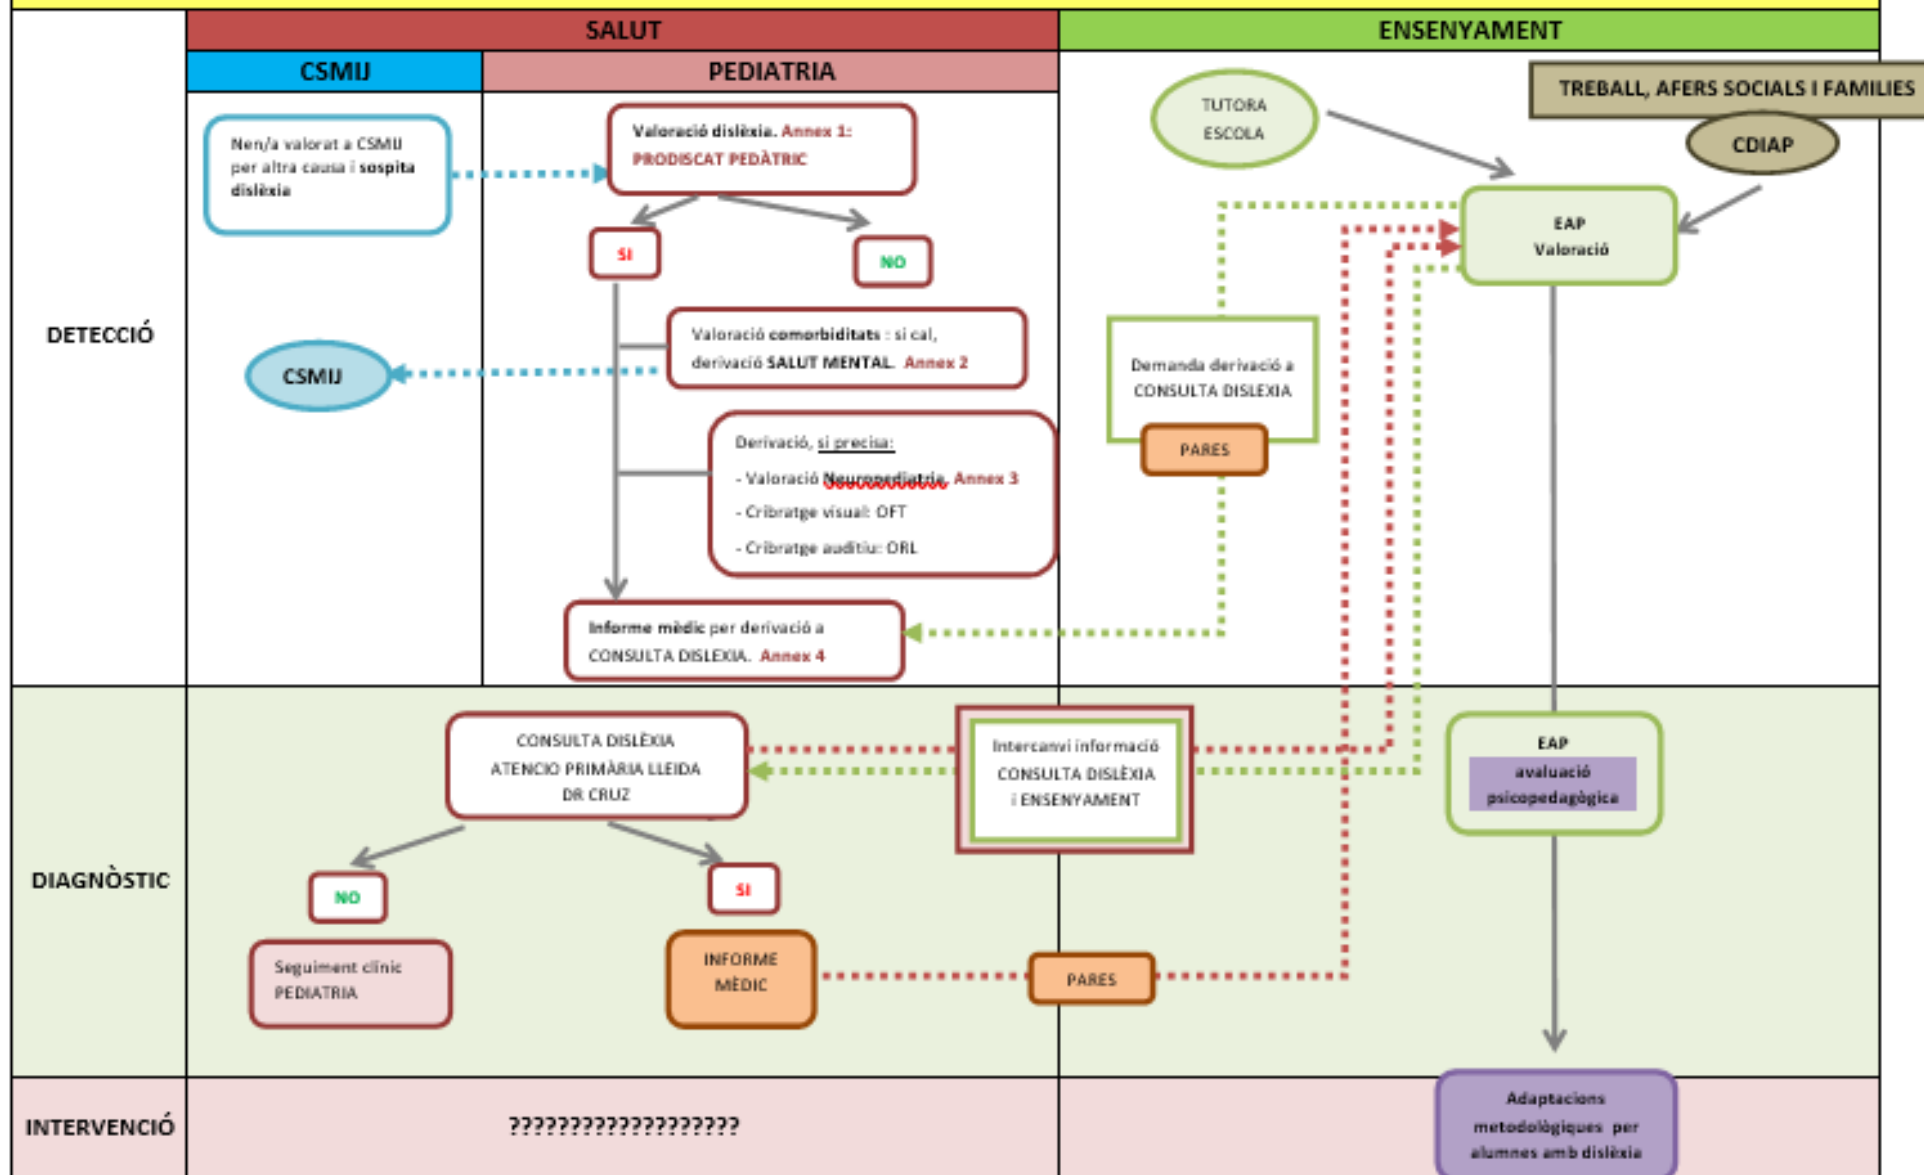 SALUT
ENSENYAMENT
CSMIJ
PEDIATRIA
TREBALL, AFERS SOCIALS I FAMILIES
CDIAP
TUTORA
ESCOLA
Nen/a valorat a CSMIJ
per altra causa i sospita
dislèxia
Valoració dislèxia. Annex 1:
PRODISCAT PEDÀTRIC
SI
NO
EAP
Valoració
DETECCIÓ
CSMIJ
Valoració comorbiditats : si cal,
derivació SALUT MENTAL. Annex 2
Demanda derivació a
CONSULTA DISLEXIA
PARES
Derivació, si precisa:
- Valoració Neuropediatria. Annex 3
- Cribratge visual: OFT
- Cribratge auditiu: ORL
Informe mèdic per derivació a
CONSULTA DISLEXIA. Annex 4
DIAGNÒSTIC
CONSULTA DISLÈXIA
ATENCIO PRIMÀRIA LLEIDA
DR CRUZ
Intercanvi informació
CONSULTA DISLÈXIA
i ENSENYAMENT
EAP
avaluació
psicopedagògica
NO
SI
Seguiment clínic
PEDIATRIA
INFORME
MÈDIC
PARES
INTERVENCIÓ
???????????????????
Adaptacions
metodològiques per
alumnes amb dislèxia